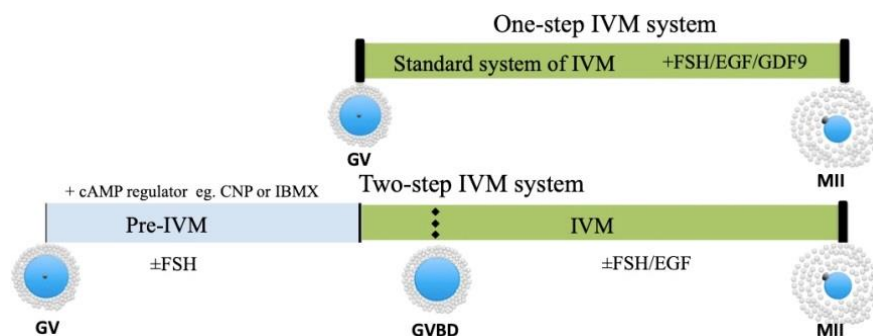 One-step IVM system
Standard system of IVM +FSH/EGF/GDF9
GV
MII
+ cAMP regulator eg. CNP or IBMX
Two-step IVM system
Pre-IVM
IVM
±FSH
±FSH/EGF
GV
GVBD
MII